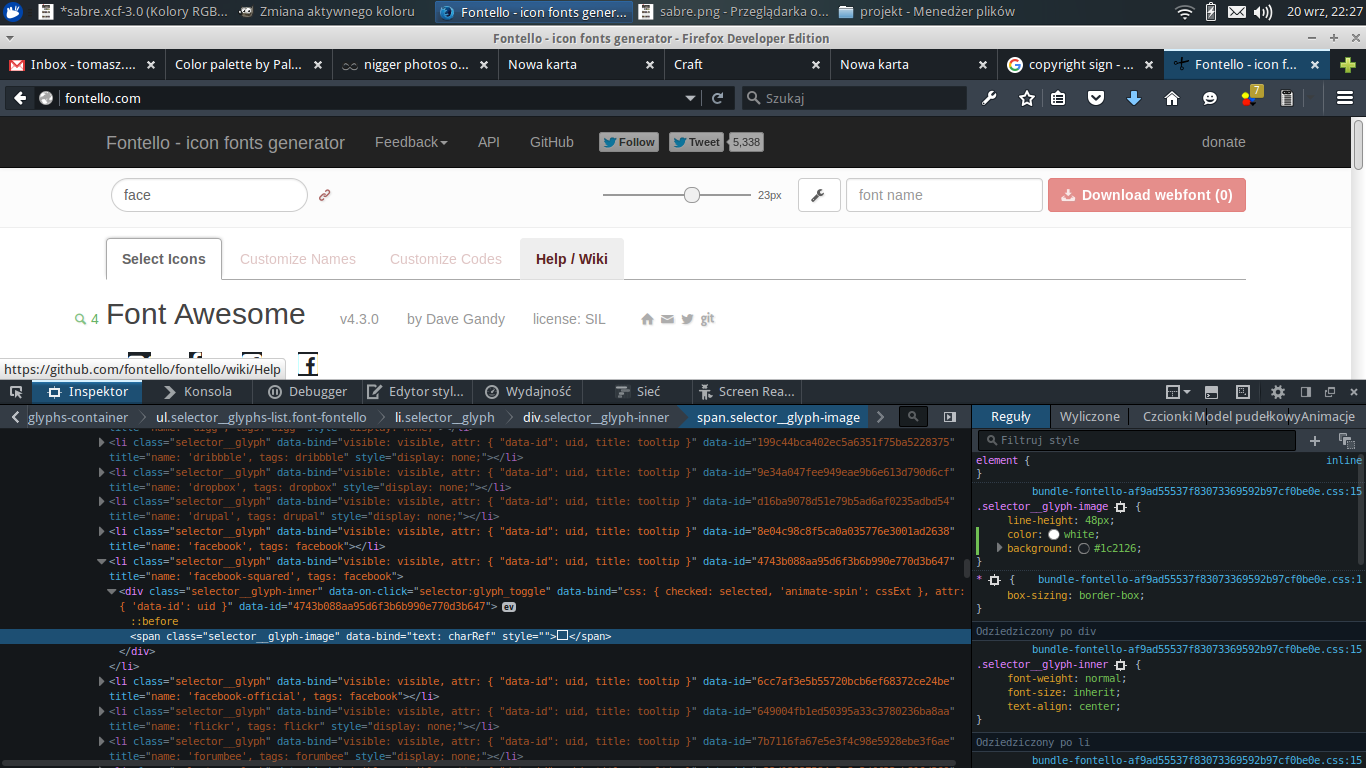 *sabre.xcf-3.0 (Kolory RGB...
Zmiana aktywnego koloru
Fontello - icon fonts gener...
sabre.png - Przeglądarka o...
projekt - Menedżer plików
20 wrz, 22:27
Fontello - icon fonts generator - Firefox Developer Edition
Inbox - tomasz....
Color palette by Pal...
nigger photos o...
Nowa karta
Craft
Nowa karta
copyright sign - ...
Fontello - icon f...
fontello.com
Szukaj
7
Fontello - icon fonts generator
Feedback
API
GitHub
Follow
Tweet
5,338
donate
face
23px
font name
Download webfont (0)
Select Icons
Customize Names
Customize Codes
Help / Wiki
4
Font Awesome
v4.3.0
by Dave Gandy
license: SIL
git
https://github.com/fontello/fontello/wiki/Help
Inspektor
Konsola
Debugger
Edytor styl...
Wydajność
Sieć
Screen Rea...
glyphs-container
ul.selector__glyphs-list.font-fontello
li.selector__glyph
div.selector__glyph-inner
span.selector__glyph-image
<li class="selector__glyph" data-bind="visible: visible, attr: { "data-id": uid, title: tooltip }" data-id="199c44bca402ec5a6351f75ba5228375"
title="name: 'dribbble', tags: dribbble" style="display: none;"></li>
<li class="selector__glyph" data-bind="visible: visible, attr: { "data-id": uid, title: tooltip }" data-id="9e34a047fee949eae9b6e613d790d6cf"
title="name: 'dropbox', tags: dropbox" style="display: none;"></li>
<li class="selector__glyph" data-bind="visible: visible, attr: { "data-id": uid, title: tooltip }" data-id="d16ba9078d51e79b5ad6af0235adbd54"
title="name: 'drupal', tags: drupal" style="display: none;"></li>
<li class="selector__glyph" data-bind="visible: visible, attr: { "data-id": uid, title: tooltip }" data-id="8e04c98c8f5ca0a035776e3001ad2638"
title="name: 'facebook', tags: facebook"></li>
<li class="selector__glyph" data-bind="visible: visible, attr: { "data-id": uid, title: tooltip }" data-id="4743b088aa95d6f3b6b990e770d3b647"
title="name: 'facebook-squared', tags: facebook">
<div class="selector__glyph-inner" data-on-click="selector:glyph_toggle" data-bind="css: { checked: selected, 'animate-spin': cssExt }, attr:
{ 'data-id': uid }" data-id="4743b088aa95d6f3b6b990e770d3b647"> ev
::before
<span class="selector__glyph-image" data-bind="text: charRef" style=""></span>
</div>
</li>
<li class="selector__glyph" data-bind="visible: visible, attr: { "data-id": uid, title: tooltip }" data-id="6cc7af3e5b55720bcb6ef68372ce24be"
title="name: 'facebook-official', tags: facebook"></li>
<li class="selector__glyph" data-bind="visible: visible, attr: { "data-id": uid, title: tooltip }" data-id="649004fb1ed50395a33c3780236ba8aa"
title="name: 'flickr', tags: flickr" style="display: none;"></li>
<li class="selector__glyph" data-bind="visible: visible, attr: { "data-id": uid, title: tooltip }" data-id="7b7116fa67e5e3f4c98e5928ebe3f6ae"
title="name: 'forumbee', tags: forumbee" style="display: none;"></li>
Reguły
Wyliczone
Czcionki
Model pudełkowy
Animacje
Filtruj style
element {
inline
}
bundle-fontello-af9ad55537f83073369592b97cf0be0e.css:15
.selector__glyph-image {
line-height: 48px;
color: white;
background: #1c2126;
}
* {
bundle-fontello-af9ad55537f83073369592b97cf0be0e.css:1
box-sizing: border-box;
}
Odziedziczony po div
bundle-fontello-af9ad55537f83073369592b97cf0be0e.css:15
.selector__glyph-inner {
font-weight: normal;
font-size: inherit;
text-align: center;
}
Odziedziczony po li
bundle-fontello-af9ad55537f83073369592b97cf0be0e.css:15